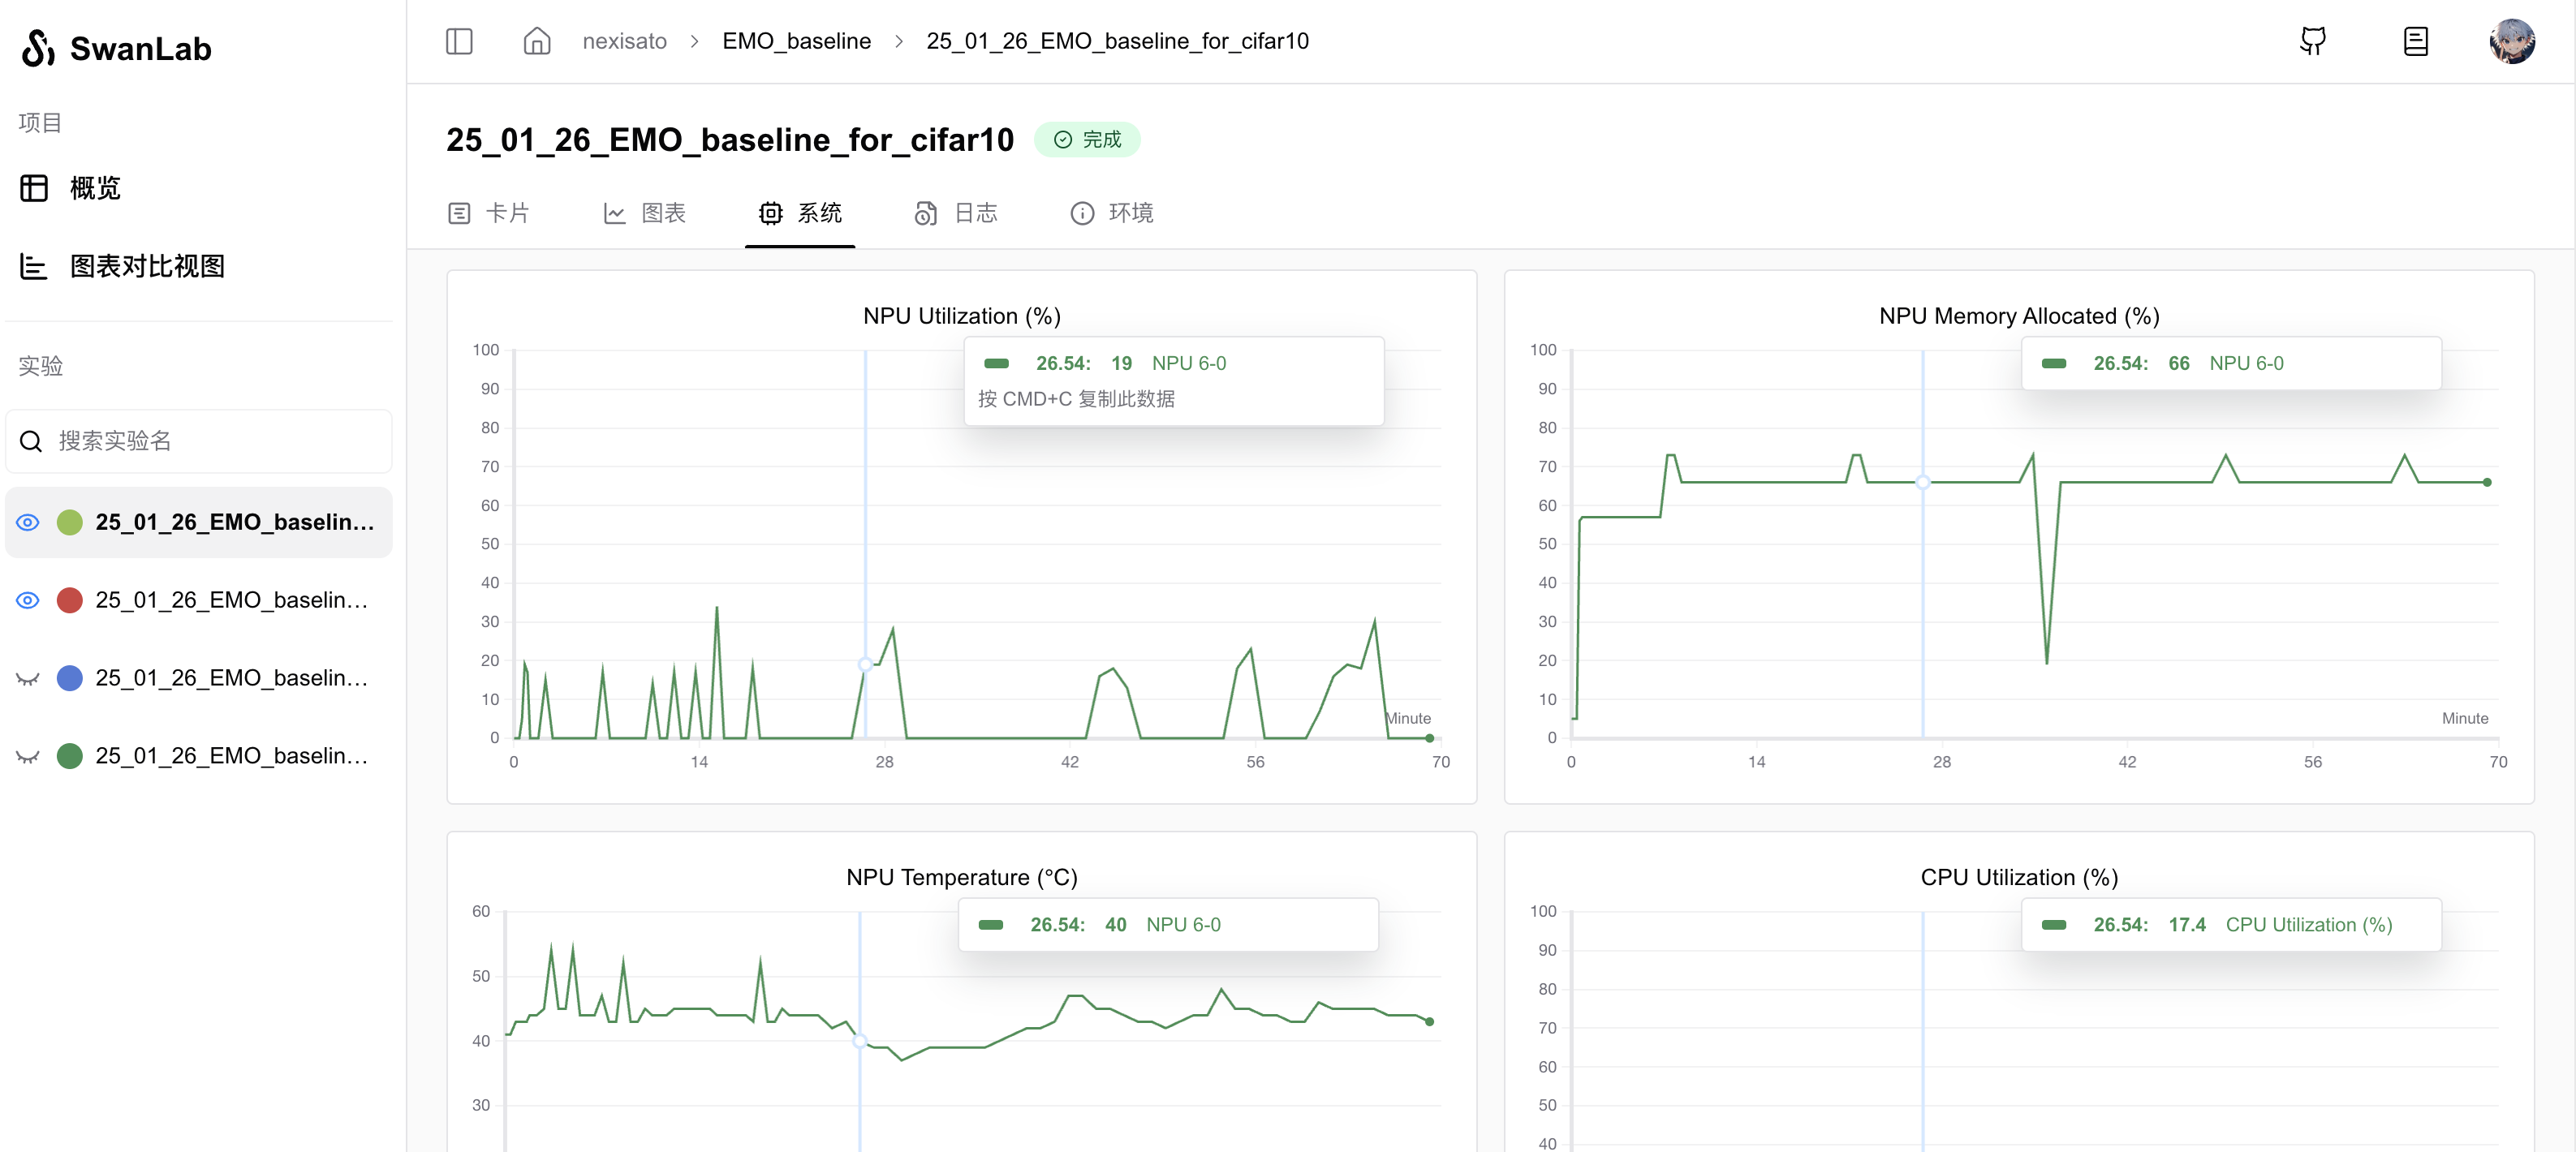 SwanLab
项目
概览
图表对比视图
实验
搜索实验名
25_01_26_EMO_baselin...
25_01_26_EMO_baselin...
25_01_26_EMO_baselin...
25_01_26_EMO_baselin...
nexisato > EMO_baseline > 25_01_26_EMO_baseline_for_cifar10
25_01_26_EMO_baseline_for_cifar10 完成
卡片 图表 系统 日志 环境
NPU Utilization (%)
26.54: 19 NPU 6-0
按 CMD+C 复制此数据
100
90
80
70
60
50
40
30
20
10
0
Minute
0 14 28 42 56 70
NPU Memory Allocated (%)
26.54: 66 NPU 6-0
100
90
80
70
60
50
40
30
20
10
0
Minute
0 14 28 42 56 70
NPU Temperature (°C)
26.54: 40 NPU 6-0
60
50
40
30
CPU Utilization (%)
26.54: 17.4 CPU Utilization (%)
100
90
80
70
60
50
40